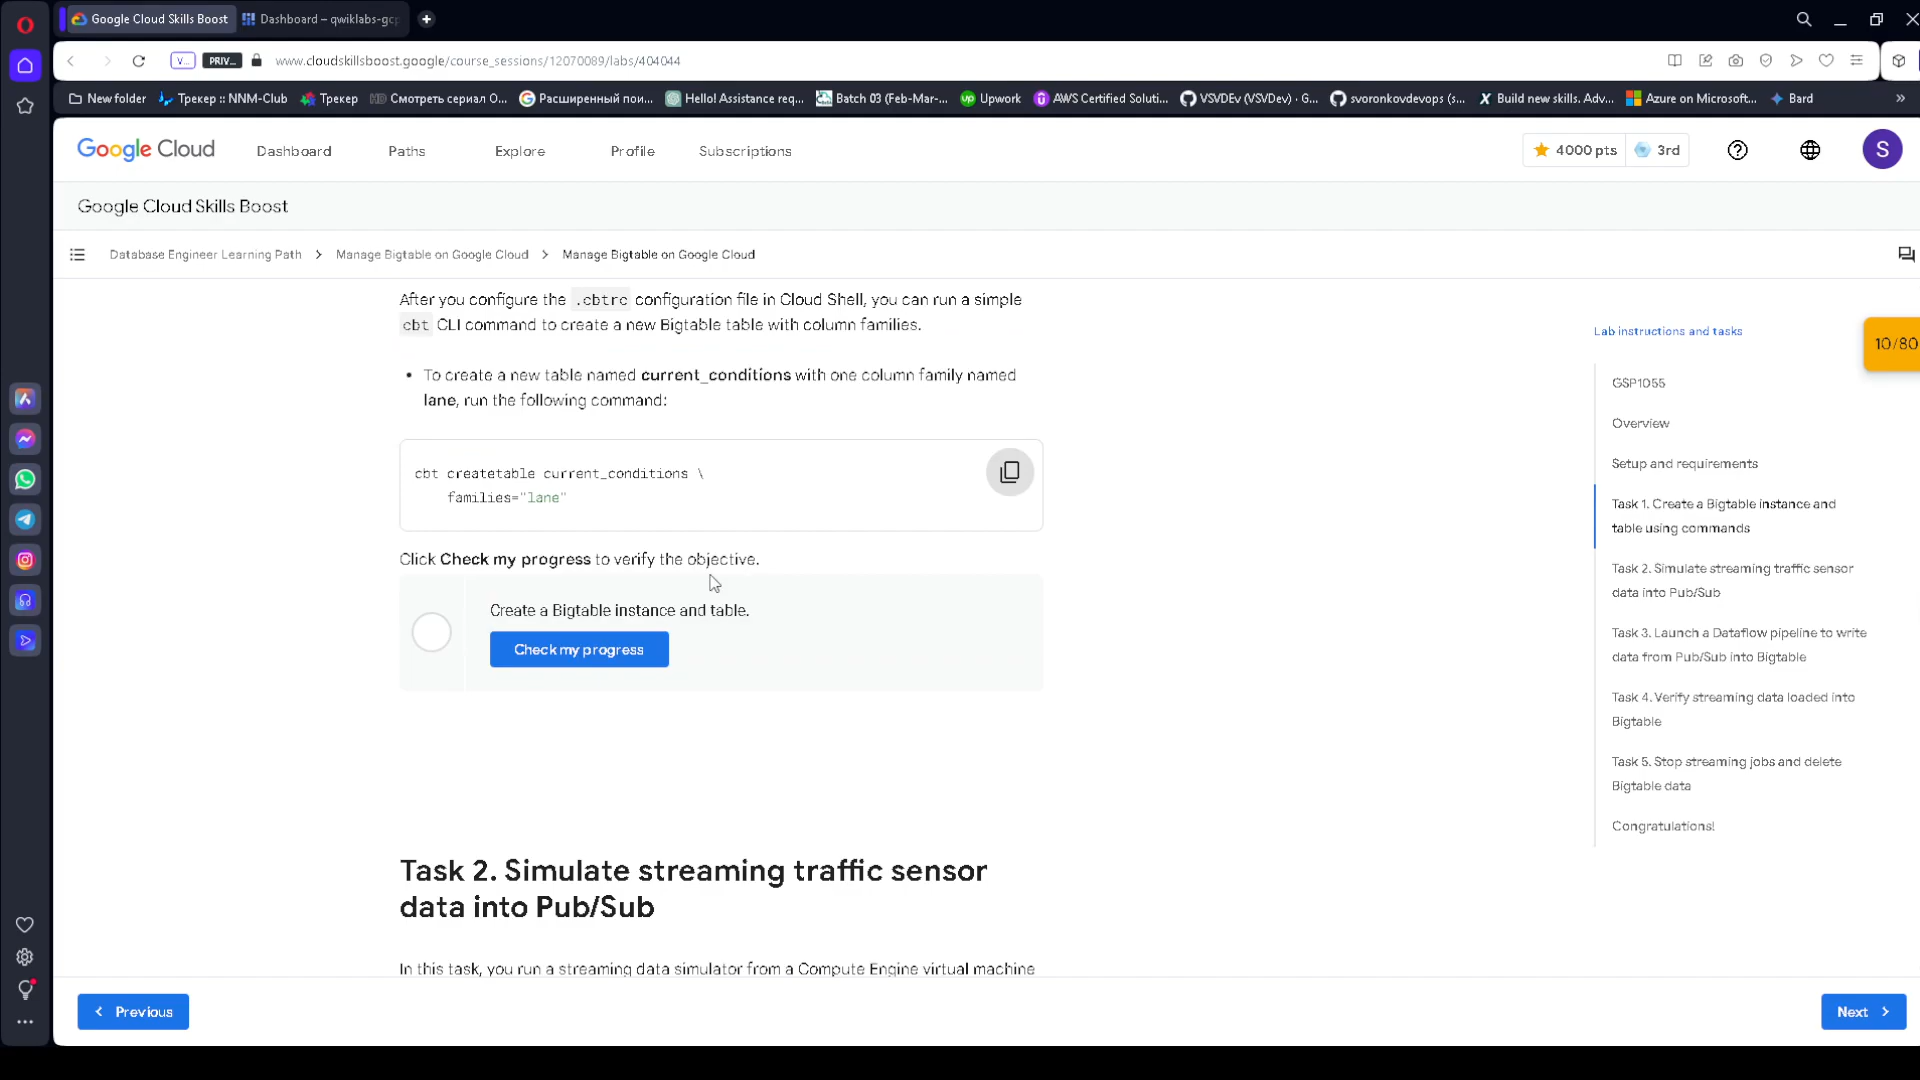 Google Cloud Skills Boost
Dashboard – qwiklabs-gcp
V...
PRIV...
www.cloudskillsboost.google/course_sessions/12070089/labs/404044
New folder
Трекер :: NNM-Club
Трекер
Смотреть сериал О...
Расширенный пои...
Hello! Assistance req...
Batch 03 (Feb-Mar-...
Upwork
AWS Certified Soluti...
VSVDEv (VSVDev) · G...
svoronkovdevops (s...
Build new skills. Adv...
Azure on Microsoft...
Bard
Google Cloud
Dashboard
Paths
Explore
Profile
Subscriptions
4000 pts
3rd
S
Google Cloud Skills Boost
Database Engineer Learning Path
Manage Bigtable on Google Cloud
Manage Bigtable on Google Cloud
After you configure the .cbtrc configuration file in Cloud Shell, you can run a simple
cbt CLI command to create a new Bigtable table with column families.
• To create a new table named current_conditions with one column family named
lane, run the following command:
cbt createtable current_conditions \
families="lane"
Click Check my progress to verify the objective.
Create a Bigtable instance and table.
Check my progress
Task 2. Simulate streaming traffic sensor
data into Pub/Sub
In this task, you run a streaming data simulator from a Compute Engine virtual machine
Lab instructions and tasks
10/80
GSP1055
Overview
Setup and requirements
Task 1. Create a Bigtable instance and
table using commands
Task 2. Simulate streaming traffic sensor
data into Pub/Sub
Task 3. Launch a Dataflow pipeline to write
data from Pub/Sub into Bigtable
Task 4. Verify streaming data loaded into
Bigtable
Task 5. Stop streaming jobs and delete
Bigtable data
Congratulations!
Previous
Next